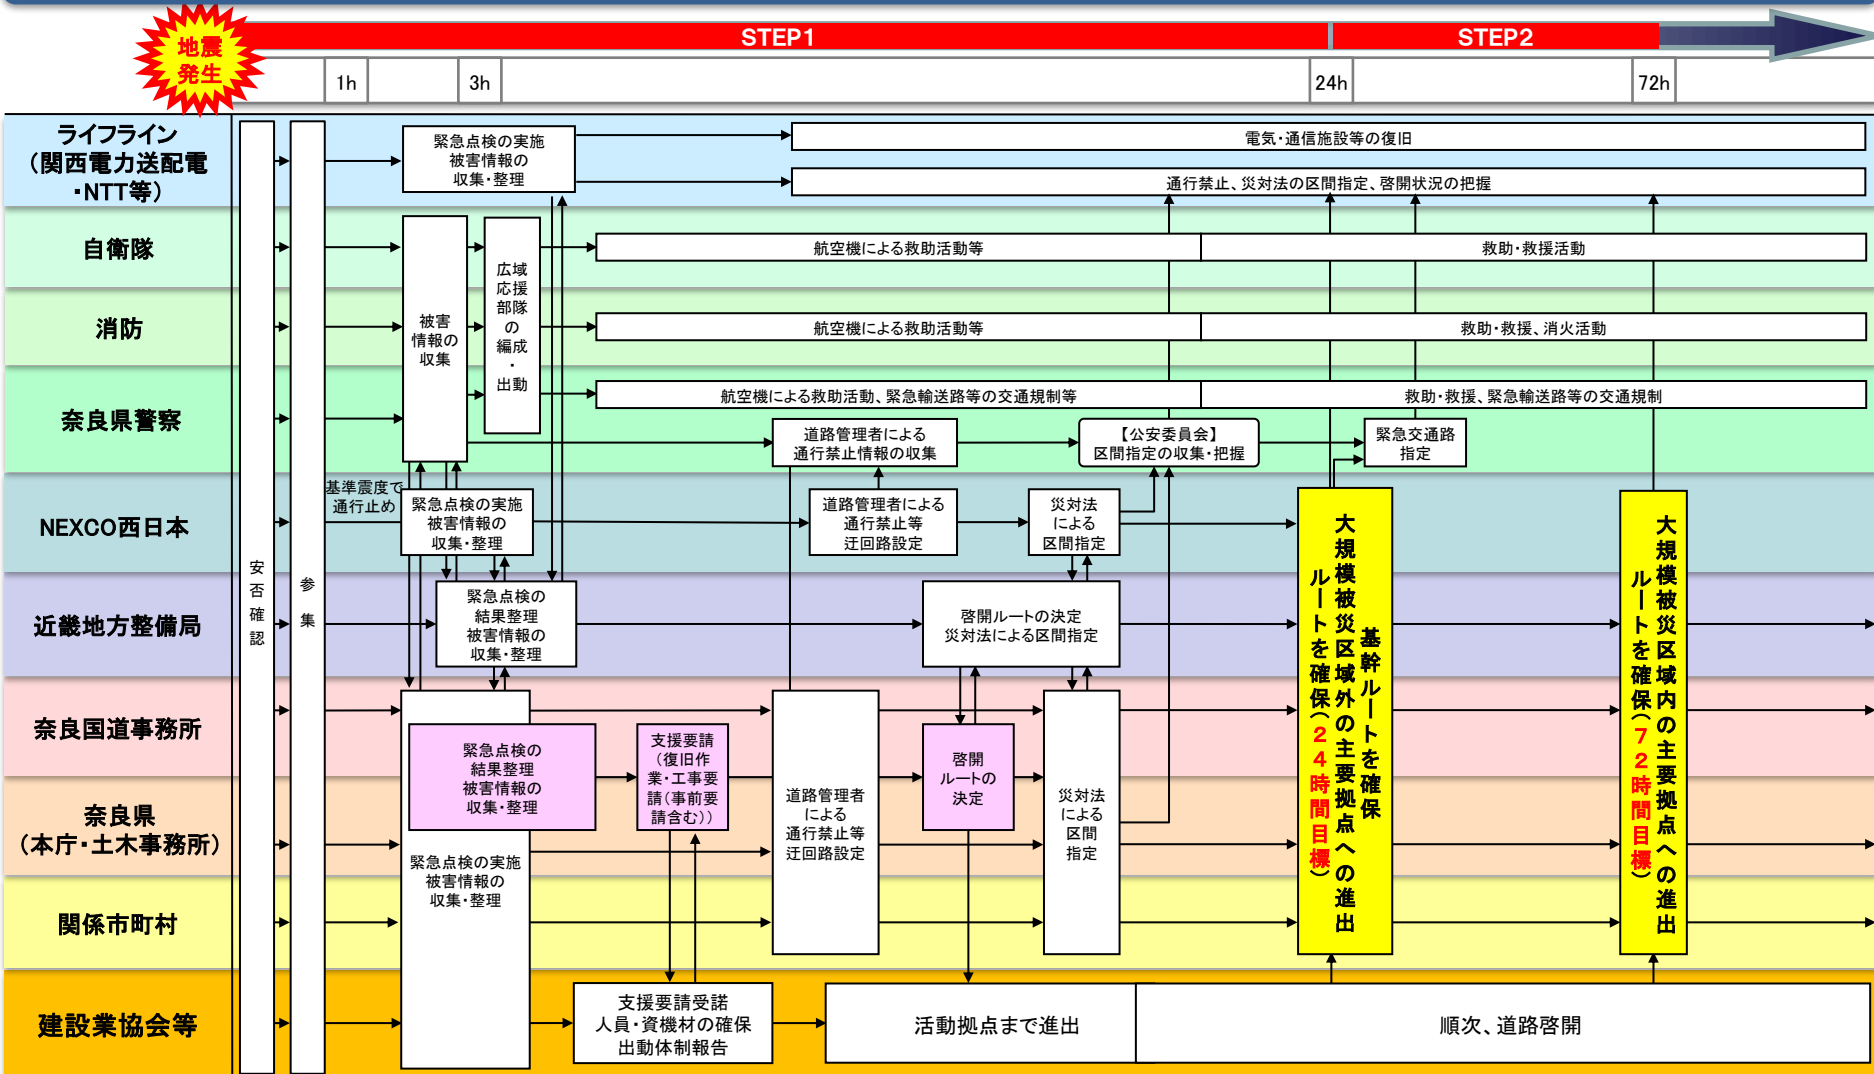 地震
発生
STEP1
STEP2
1h
3h
24h
72h
ライフライン
（関西電力送配電
・NTT等）
自衛隊
消防
奈良県警察
NEXCO西日本
近畿地方整備局
奈良国道事務所
奈良県
（本庁・土木事務所）
関係市町村
建設業協会等
安否確認
参集
緊急点検の実施
被害情報の
収集・整理
電気・通信施設等の復旧
通行禁止、災対法の区間指定、啓開状況の把握
被害
情報の
収集
広域
応援
部隊
の
編成
・
出動
航空機による救助活動等
救助・救援活動
航空機による救助活動等
救助・救援、消火活動
航空機による救助活動、緊急輸送路等の交通規制等
救助・救援、緊急輸送路等の交通規制
道路管理者による
通行禁止情報の収集
【公安委員会】
区間指定の収集・把握
緊急交通路
指定
基準震度で
通行止め
緊急点検の実施
被害情報の
収集・整理
道路管理者による
通行禁止等
迂回路設定
災対法
による
区間指定
緊急点検の
結果整理
被害情報の
収集・整理
啓開ルートの決定
災対法による区間指定
緊急点検の
結果整理
被害情報の
収集・整理
支援要請
（復旧作
業・工事要
請（事前要
請含む））
啓開
ルートの
決定
緊急点検の実施
被害情報の
収集・整理
道路管理者
による
通行禁止等
迂回路設定
災対法
による
区間
指定
基幹ルートを確保
大規模被災区域外の主要拠点への進出
ルートを確保（24時間目標）
大規模被災区域内の主要拠点への進出
ルートを確保（72時間目標）
支援要請受諾
人員・資機材の確保
出動体制報告
活動拠点まで進出
順次、道路啓開